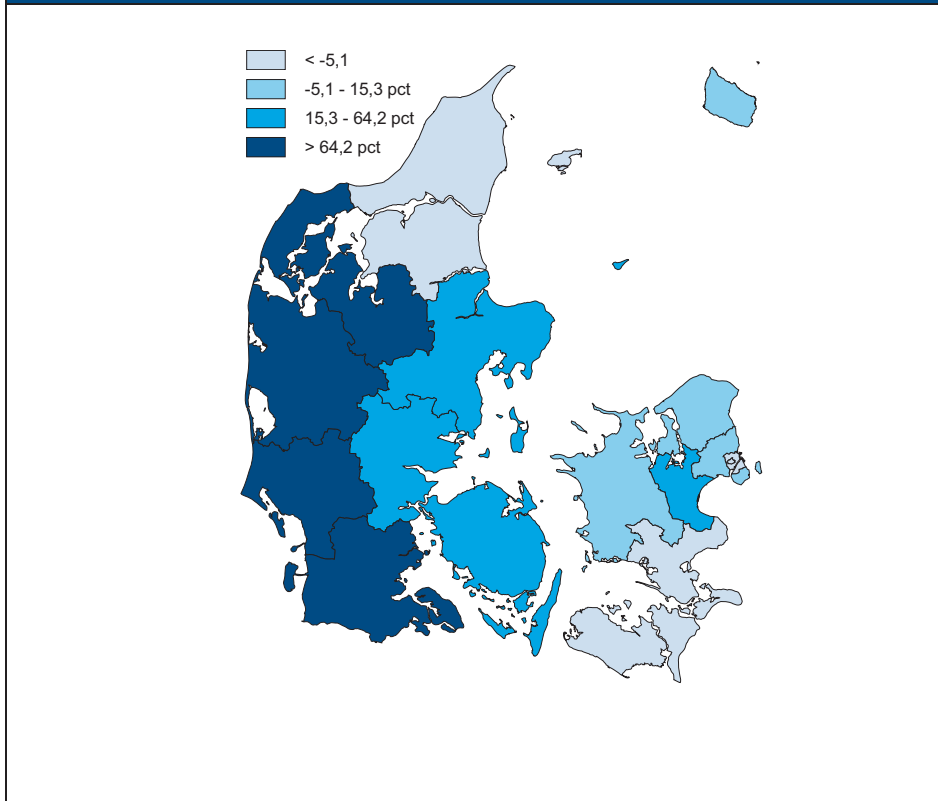 < -5,1
-5,1 - 15,3 pct
15,3 - 64,2 pct
> 64,2 pct